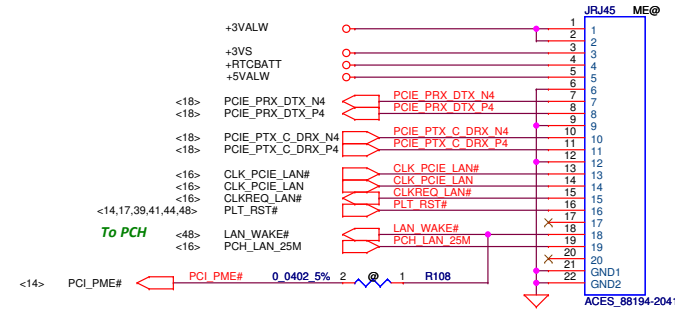 JRJ45 ME@
+3VALW 1 1
2 2
+3VS 3 3
+RTCBATT 4 4
+5VALW 5 5
6 6
<18> PCIE_PRX_DTX_N4 PCIE_PRX_DTX_N4 7 7
<18> PCIE_PRX_DTX_P4 PCIE_PRX_DTX_P4 8 8
9 9
<18> PCIE_PTX_C_DRX_N4 PCIE_PTX_C_DRX_N4 10 10
<18> PCIE_PTX_C_DRX_P4 PCIE_PTX_C_DRX_P4 11 11
12 12
<16> CLK_PCIE_LAN# CLK_PCIE_LAN# 13 13
<16> CLK_PCIE_LAN CLK_PCIE_LAN 14 14
<16> CLKREQ_LAN# CLKREQ_LAN# 15 15
<14,17,39,41,44,48> PLT_RST# PLT_RST# 16 16
17 17
To PCH
<48> LAN_WAKE# LAN_WAKE# 18 18
<16> PCH_LAN_25M PCH_LAN_25M 19 19
20 20
21 GND1
22 GND2
<14> PCI_PME# PCI_PME# 0_0402_5% 2 @ 1 R108
ACES_88194-2041